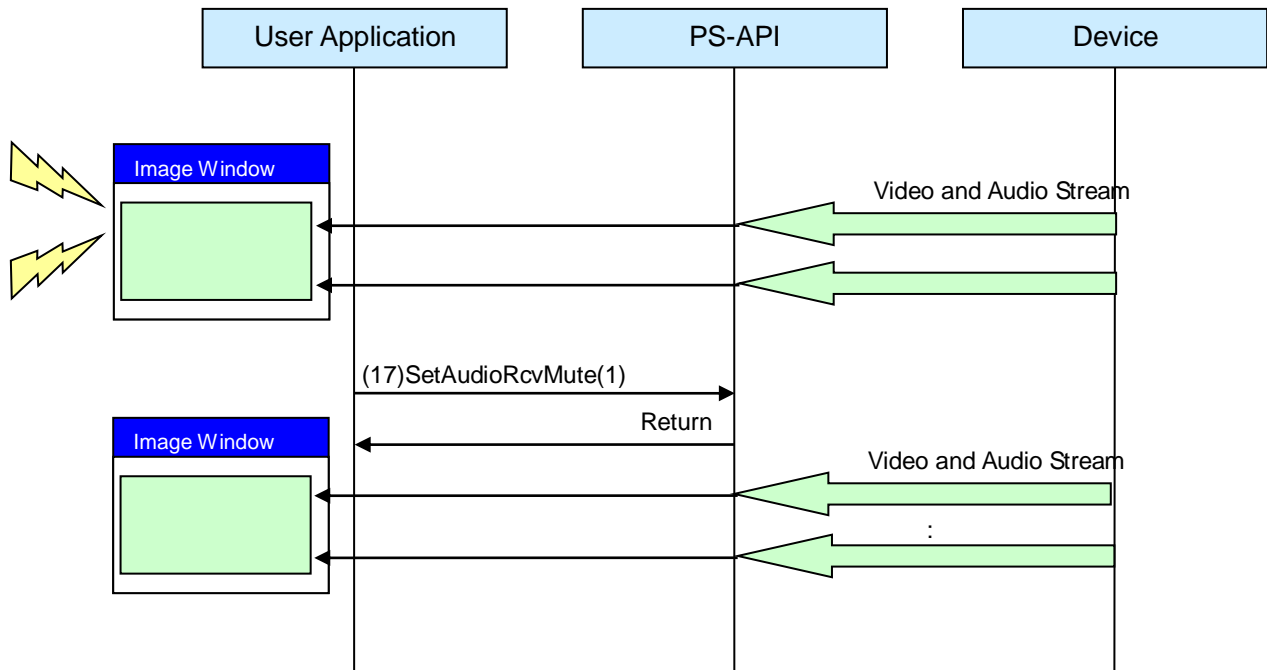 User Application
PS-API
Device
Image Window
Video and Audio Stream
(17)SetAudioRcvMute(1)
Return
Image Window
Video and Audio Stream
: